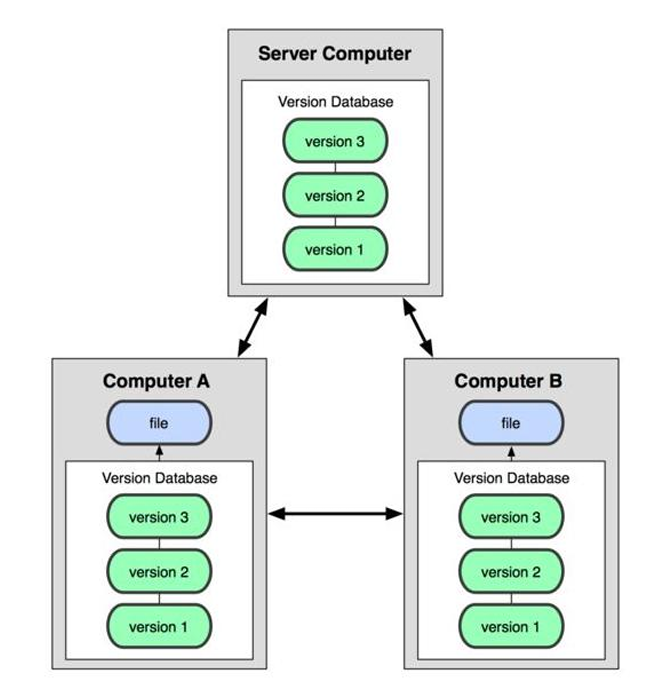 Server Computer
Version Database
version 3
version 2
version 1
Computer A
file
Version Database
version 3
version 2
version 1
Computer B
file
Version Database
version 3
version 2
version 1